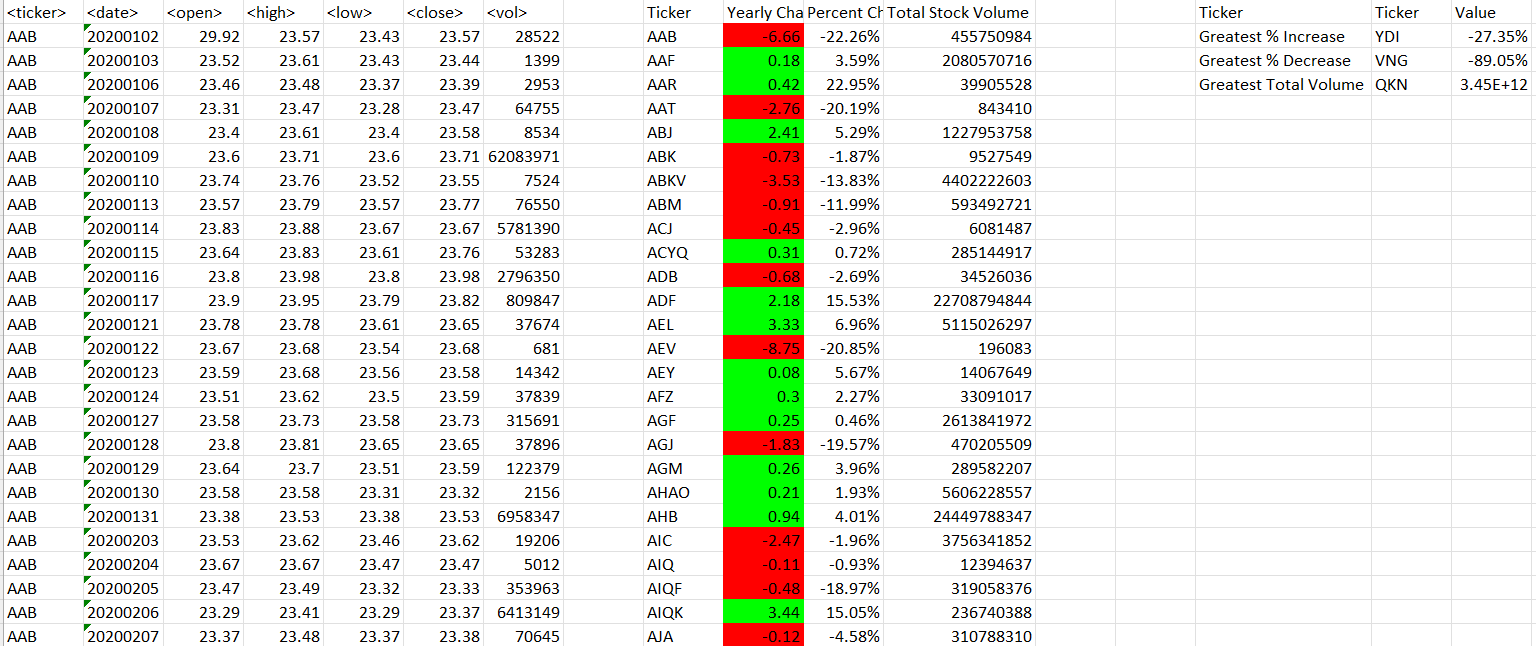 <ticker> <date> <open> <high> <low> <close> <vol> Ticker Yearly Cha Percent Ch Total Stock Volume Ticker Ticker Value
AAB 20200102 29.92 23.57 23.43 23.57 28522 AAB -6.66 -22.26% 455750984 Greatest % Increase YDI -27.35%
AAB 20200103 23.52 23.61 23.43 23.44 1399 AAF 0.18 3.59% 2080570716 Greatest % Decrease VNG -89.05%
AAB 20200106 23.46 23.48 23.37 23.39 2953 AAR 0.42 22.95% 39905528 Greatest Total Volume QKN 3.45E+12
AAB 20200107 23.31 23.47 23.28 23.47 64755 AAT -2.76 -20.19% 843410
AAB 20200108 23.4 23.61 23.4 23.58 8534 ABJ 2.41 5.29% 1227953758
AAB 20200109 23.6 23.71 23.6 23.71 62083971 ABK -0.73 -1.87% 9527549
AAB 20200110 23.74 23.76 23.52 23.55 7524 ABKV -3.53 -13.83% 4402222603
AAB 20200113 23.57 23.79 23.57 23.77 76550 ABM -0.91 -11.99% 593492721
AAB 20200114 23.83 23.88 23.67 23.67 5781390 ACJ -0.45 -2.96% 6081487
AAB 20200115 23.64 23.83 23.61 23.76 53283 ACYQ 0.31 0.72% 285144917
AAB 20200116 23.8 23.98 23.8 23.98 2796350 ADB -0.68 -2.69% 34526036
AAB 20200117 23.9 23.95 23.79 23.82 809847 ADF 2.18 15.53% 22708794844
AAB 20200121 23.78 23.78 23.61 23.65 37674 AEL 3.33 6.96% 5115026297
AAB 20200122 23.67 23.68 23.54 23.68 681 AEV -8.75 -20.85% 196083
AAB 20200123 23.59 23.68 23.56 23.58 14342 AEY 0.08 5.67% 14067649
AAB 20200124 23.51 23.62 23.5 23.59 37839 AFZ 0.3 2.27% 33091017
AAB 20200127 23.58 23.73 23.58 23.73 315691 AGF 0.25 0.46% 2613841972
AAB 20200128 23.8 23.81 23.65 23.65 37896 AGJ -1.83 -19.57% 470205509
AAB 20200129 23.64 23.7 23.51 23.59 122379 AGM 0.26 3.96% 289582207
AAB 20200130 23.58 23.58 23.31 23.32 2156 AHAO 0.21 1.93% 5606228557
AAB 20200131 23.38 23.53 23.38 23.53 6958347 AHB 0.94 4.01% 24449788347
AAB 20200203 23.53 23.62 23.46 23.62 19206 AIC -2.47 -1.96% 3756341852
AAB 20200204 23.67 23.67 23.47 23.47 5012 AIQ -0.11 -0.93% 12394637
AAB 20200205 23.47 23.49 23.32 23.33 353963 AIQF -0.48 -18.97% 319058376
AAB 20200206 23.29 23.41 23.29 23.37 6413149 AIQK 3.44 15.05% 236740388
AAB 20200207 23.37 23.48 23.37 23.38 70645 AJA -0.12 -4.58% 310788310